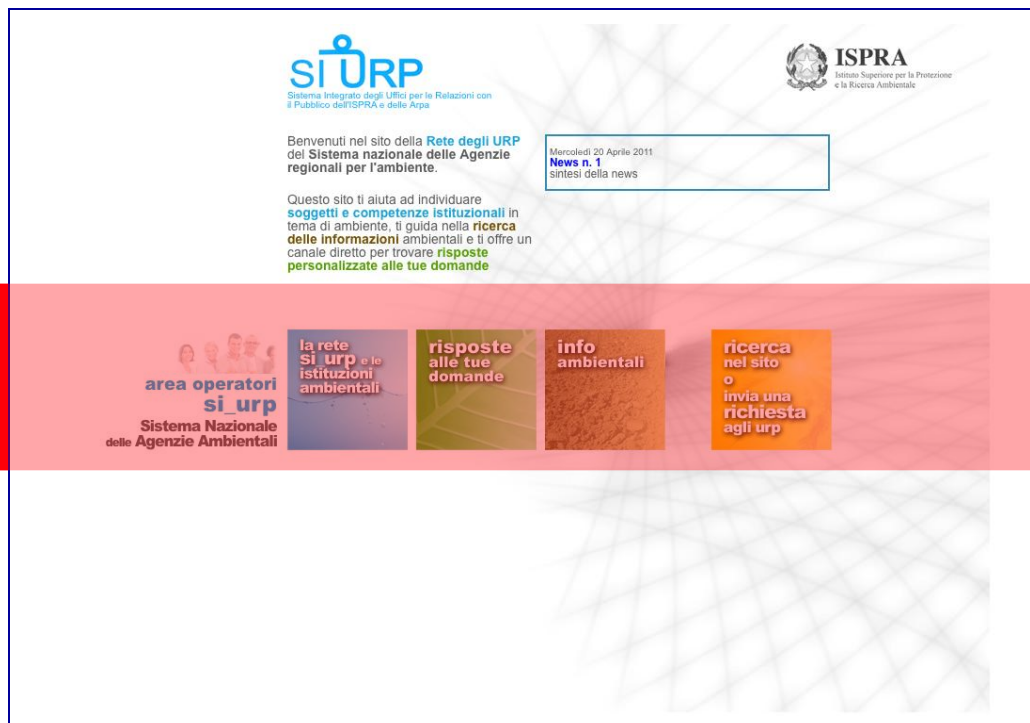 si URP
Sistema Integrato degli Uffici per le Relazioni con
il Pubblico dell'ISPRA e delle Arpa
ISPRA
Istituto Superiore per la Protezione
e la Ricerca Ambientale
Benvenuti nel sito della Rete degli URP
del Sistema nazionale delle Agenzie
regionali per l'ambiente.
Mercoledì 20 Aprile 2011
News n. 1
sintesi della news
Questo sito ti aiuta ad individuare
soggetti e competenze istituzionali in
tema di ambiente, ti guida nella ricerca
delle informazioni ambientali e ti offre un
canale diretto per trovare risposte
personalizzate alle tue domande
area operatori
si_urp
Sistema Nazionale
delle Agenzie Ambientali
la rete
si_urp e le
istituzioni
ambientali
risposte
alle tue
domande
info
ambientali
ricerca
nel sito
o
invia una
richiesta
agli urp